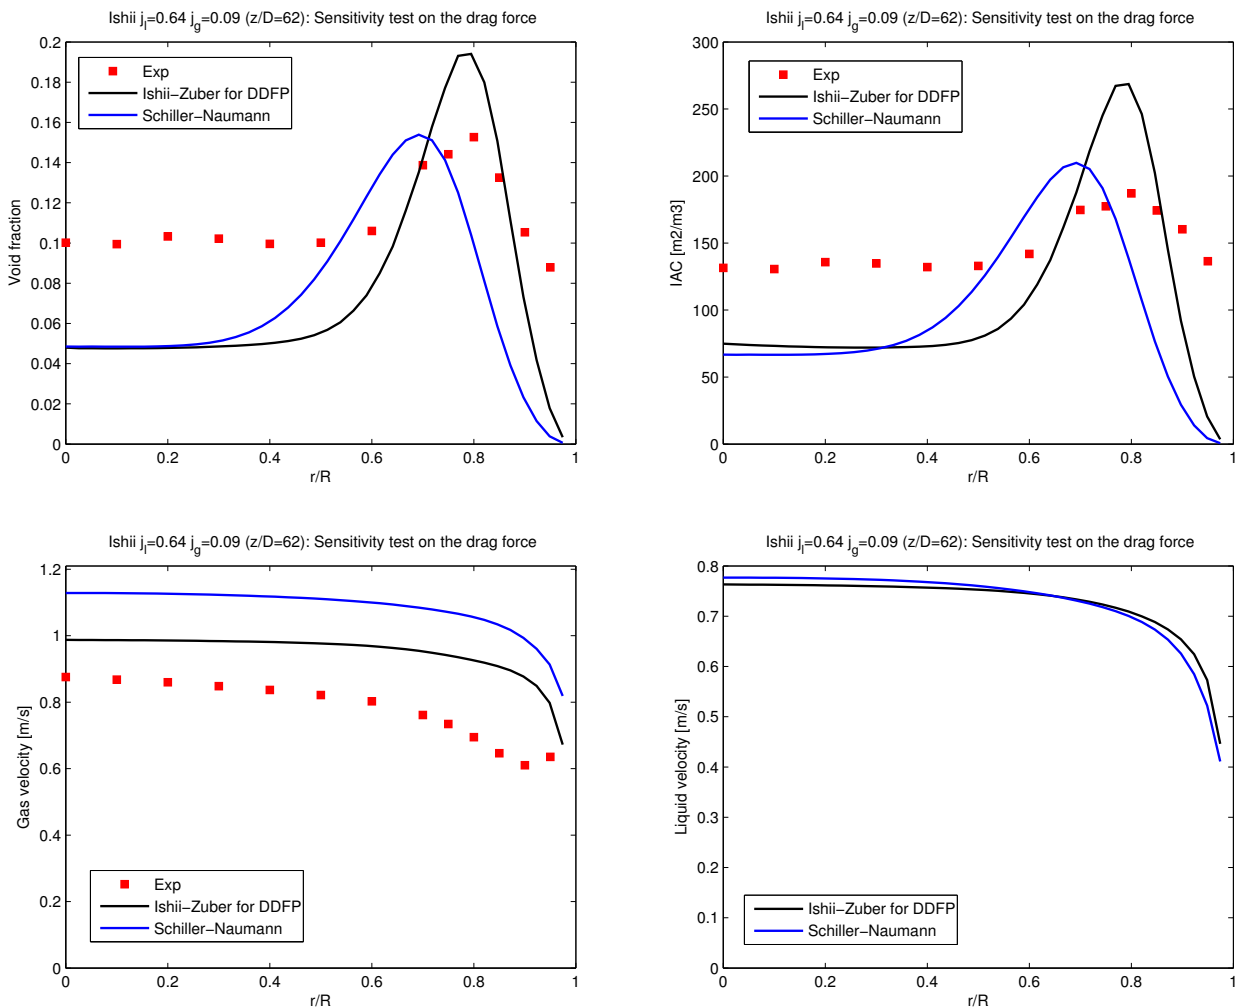 Ishii jl=0.64 jg=0.09 (z/D=62): Sensitivity test on the drag force
0.2
0.18
0.16
0.14
0.12
0.1
0.08
0.06
0.04
0.02
0
Void fraction
Exp
Ishii−Zuber for DDFP
Schiller−Naumann
0 0.2 0.4 0.6 0.8 1
r/R
Ishii jl=0.64 jg=0.09 (z/D=62): Sensitivity test on the drag force
300
250
200
150
100
50
0
IAC [m2/m3]
Exp
Ishii−Zuber for DDFP
Schiller−Naumann
0 0.2 0.4 0.6 0.8 1
r/R
Ishii jl=0.64 jg=0.09 (z/D=62): Sensitivity test on the drag force
1.2
1
0.8
0.6
0.4
0.2
0
Gas velocity [m/s]
Exp
Ishii−Zuber for DDFP
Schiller−Naumann
0 0.2 0.4 0.6 0.8 1
r/R
Ishii jl=0.64 jg=0.09 (z/D=62): Sensitivity test on the drag force
0.8
0.7
0.6
0.5
0.4
0.3
0.2
0.1
0
Liquid velocity [m/s]
Ishii−Zuber for DDFP
Schiller−Naumann
0 0.2 0.4 0.6 0.8 1
r/R